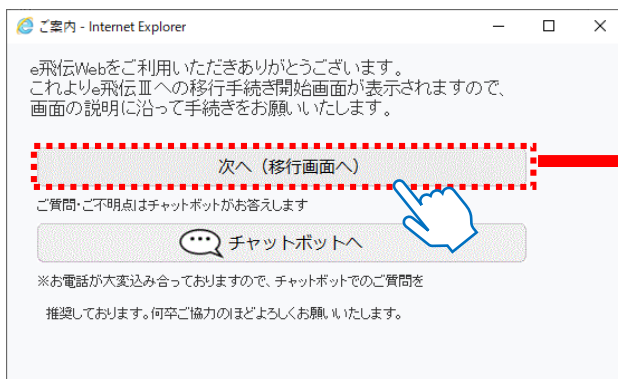 ご案内 - Internet Explorer
e飛伝Webをご利用いただきありがとうございます。
これよりe飛伝Ⅲへの移行手続き開始画面が表示されますので、
画面の説明に沿って手続きをお願いいたします。
次へ（移行画面へ）
ご質問･ご不明点はチャットボットがお答えします
チャットボットへ
※お電話が大変込み合っておりますので、チャットボットでのご質問を
推奨しております。何卒ご協力のほどよろしくお願いいたします。